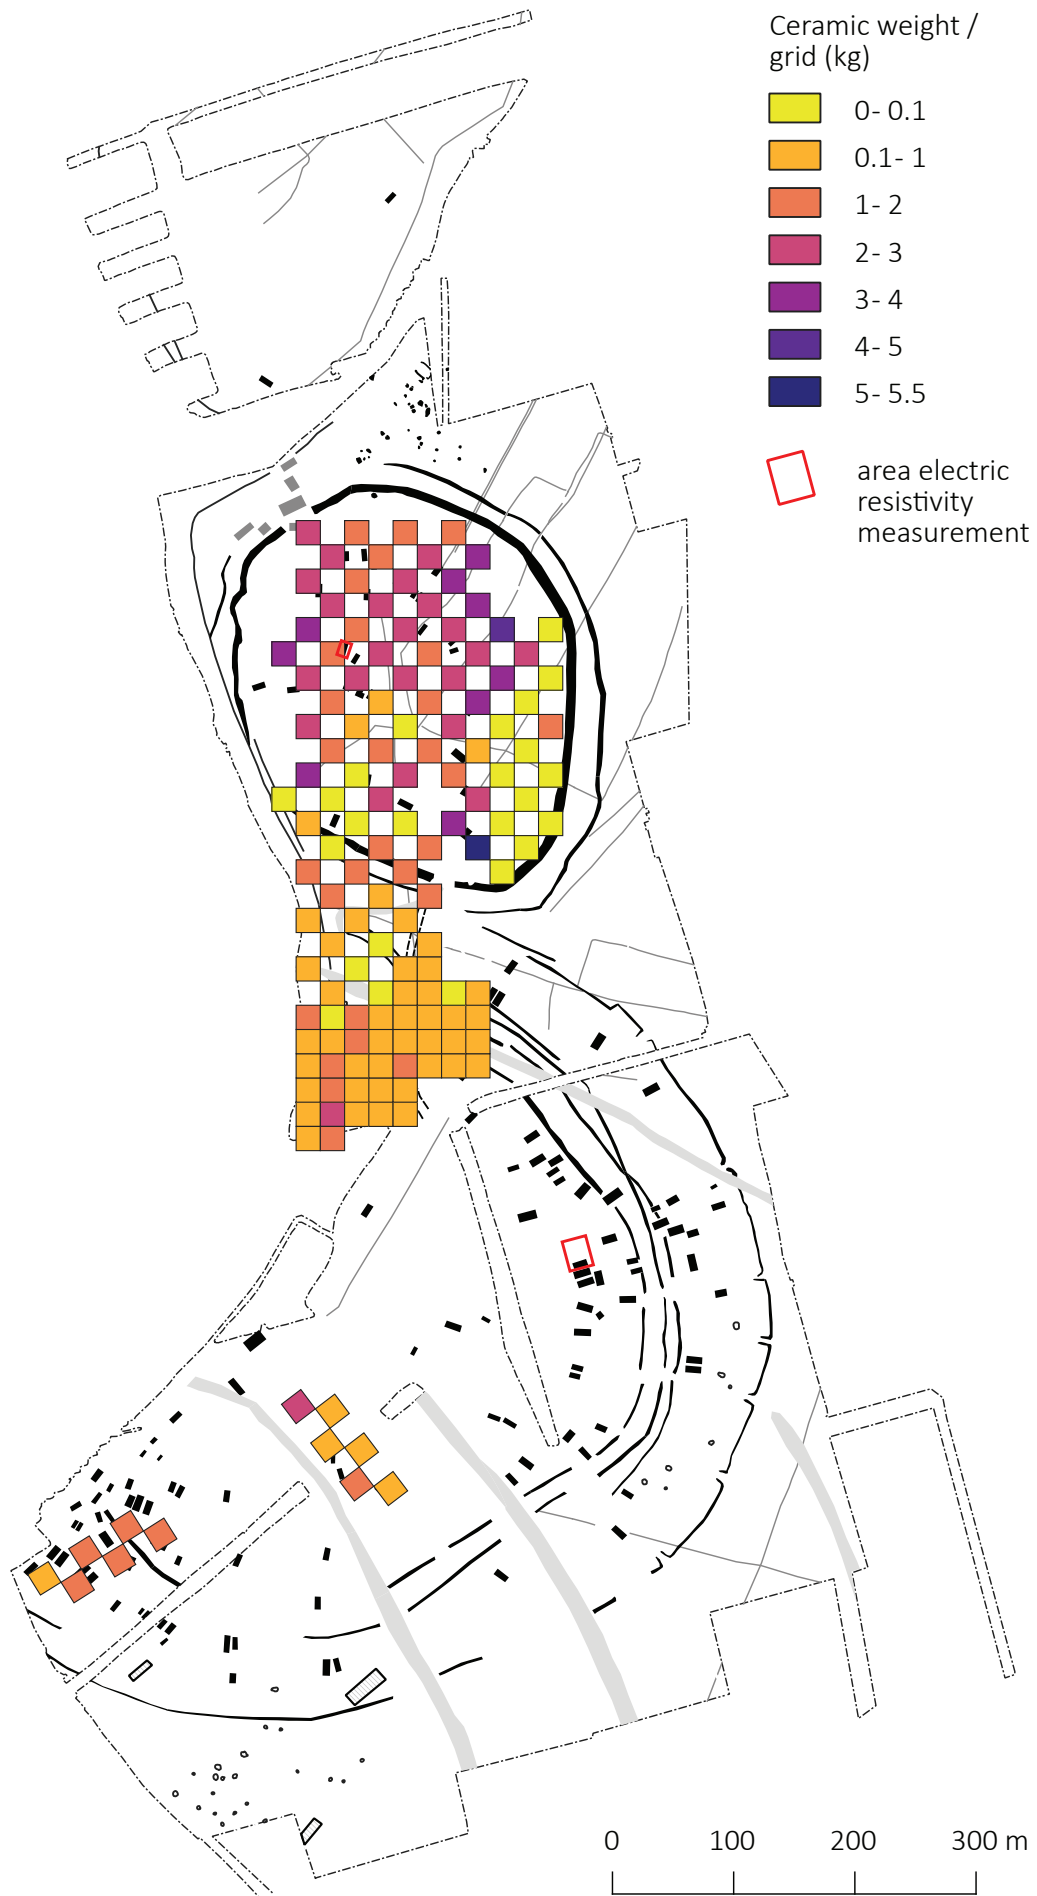 Ceramic weight /
grid (kg)
0- 0.1
0.1- 1
1- 2
2- 3
3- 4
4- 5
5- 5.5
area electric
resistivity
measurement
0 100 200 300 m